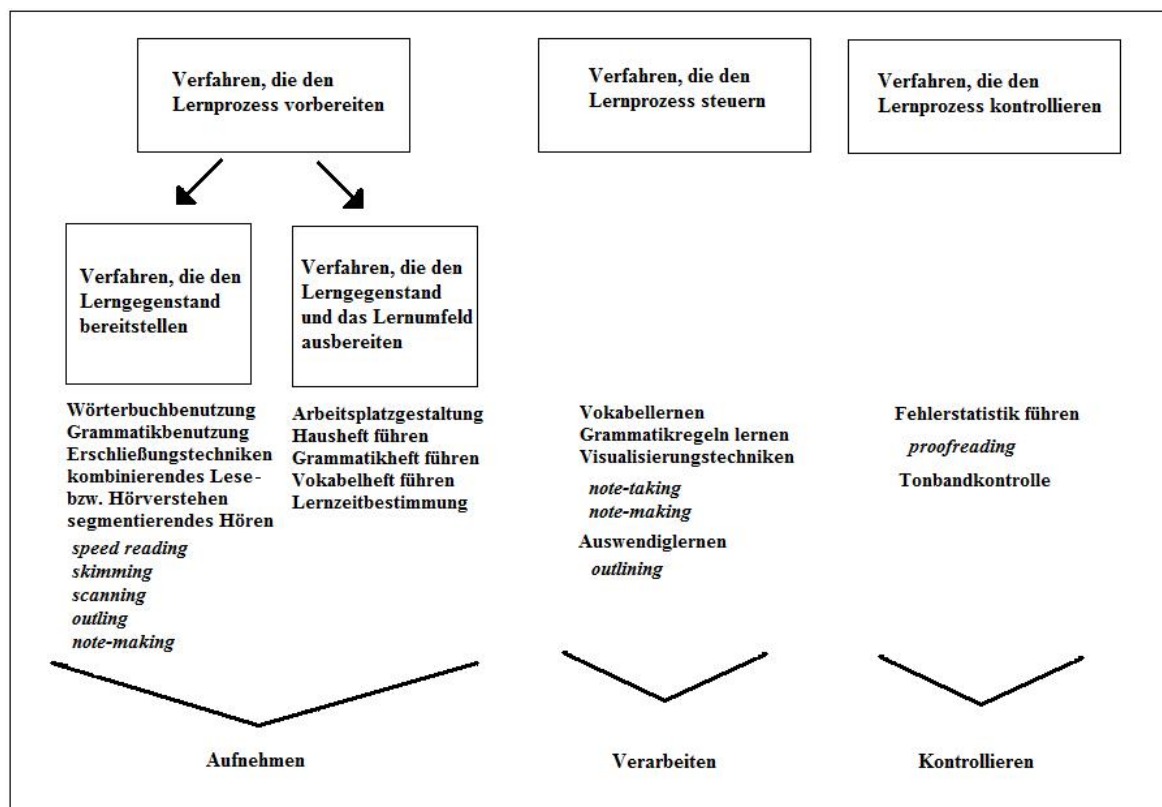 Verfahren, die den
Lernprozess vorbereiten
Verfahren, die den
Lernprozess steuern
Verfahren, die den
Lernprozess kontrollieren
Verfahren, die den
Lerngegenstand
bereitstellen
Verfahren, die den
Lerngegenstand
und das Lernumfeld
ausbereiten
Wörterbuchbenutzung
Grammatikbenutzung
Erschließungstechniken
kombinierendes Lese-
bzw. Hörverstehen
segmentierendes Hören
speed reading
skimming
scanning
outling
note-making
Arbeitsplatzgestaltung
Hausheft führen
Grammatikheft führen
Vokabelheft führen
Lernzeitbestimmung
Vokabellernen
Grammatikregeln lernen
Visualisierungstechniken
note-taking
note-making
Auswendiglernen
outlining
Fehlerstatistik führen
proofreading
Tonbandkontrolle
Aufnehmen
Verarbeiten
Kontrollieren